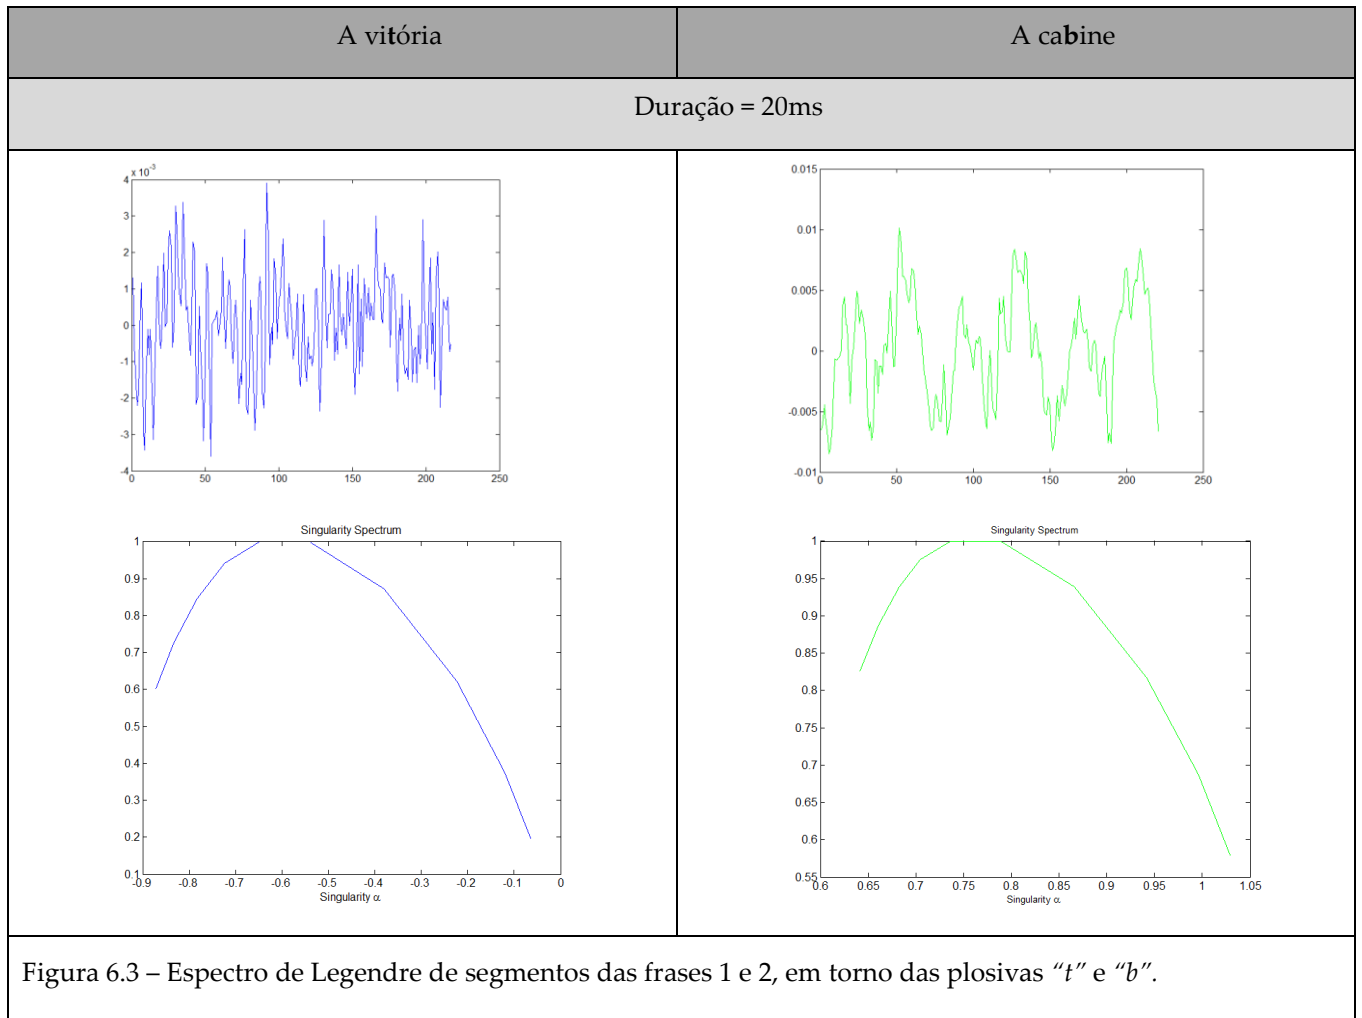 A vitória
A cabine
Duração = 20ms
x 10⁻³
4
3
2
1
0
-1
-2
-3
-4
0 50 100 150 200 250
0.015
0.01
0.005
0
-0.005
-0.01
0 50 100 150 200 250
Singularity Spectrum
1
0.9
0.8
0.7
0.6
0.5
0.4
0.3
0.2
0.1
-0.9 -0.8 -0.7 -0.6 -0.5 -0.4 -0.3 -0.2 -0.1 0
Singularity α
Singularity Spectrum
1
0.95
0.9
0.85
0.8
0.75
0.7
0.65
0.6
0.55
0.6 0.65 0.7 0.75 0.8 0.85 0.9 0.95 1 1.05
Singularity α
Figura 6.3 – Espectro de Legendre de segmentos das frases 1 e 2, em torno das plosivas “t” e “b”.